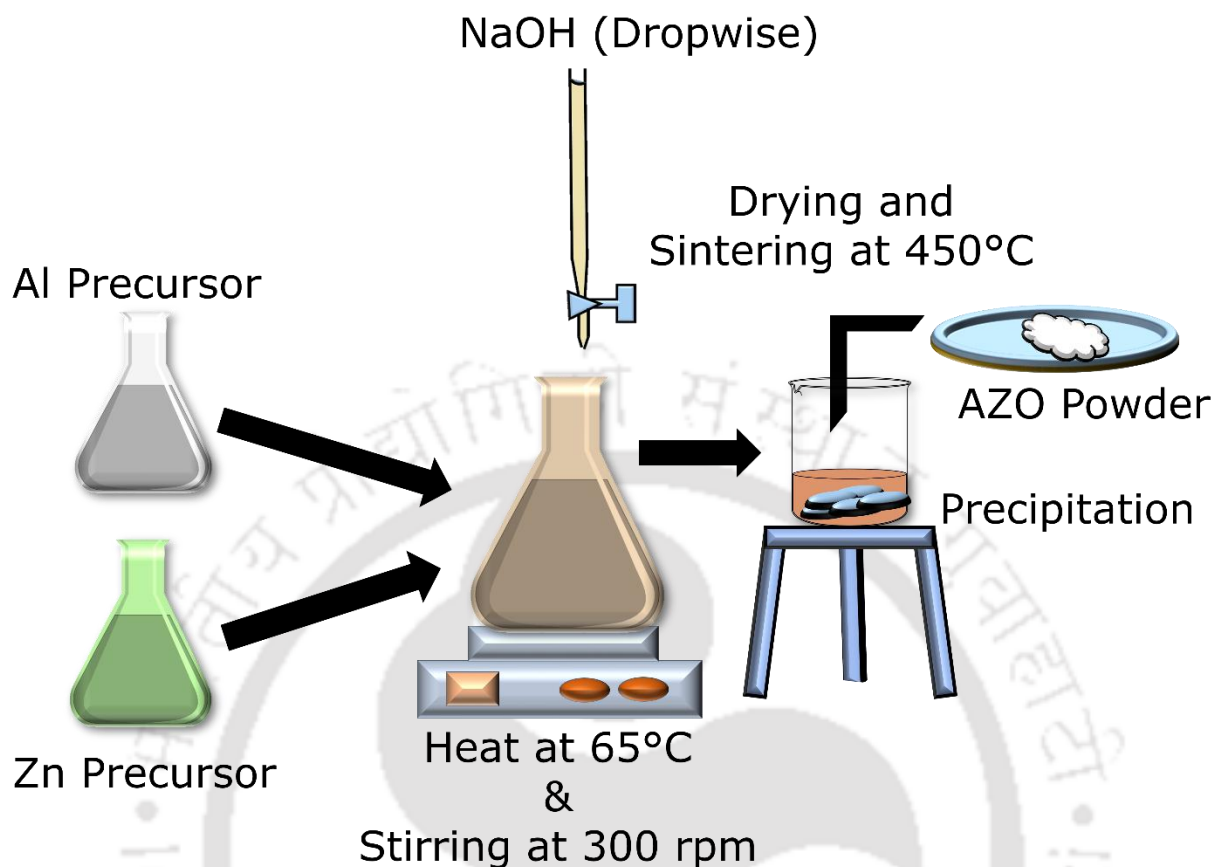 NaOH (Dropwise)
Drying and
Sintering at 450°C
Al Precursor
AZO Powder
Precipitation
Zn Precursor
Heat at 65°C
&
Stirring at 300 rpm